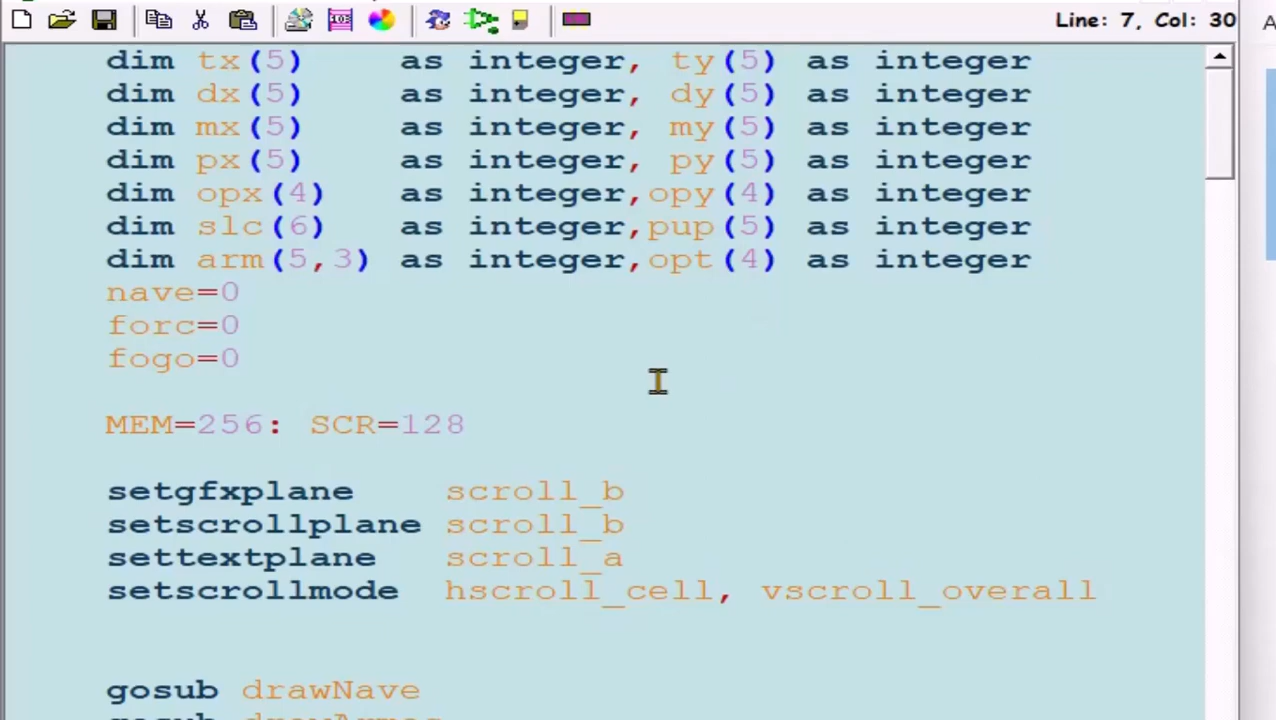 Line: 7, Col: 30
dim tx(5) as integer, ty(5) as integer
dim dx(5) as integer, dy(5) as integer
dim mx(5) as integer, my(5) as integer
dim px(5) as integer, py(5) as integer
dim opx(4) as integer,opy(4) as integer
dim slc(6) as integer,pup(5) as integer
dim arm(5,3) as integer,opt(4) as integer
nave=0
forc=0
fogo=0
MEM=256: SCR=128
setgfxplane scroll_b
setscrollplane scroll_b
settextplane scroll_a
setscrollmode hscroll_cell, vscroll_overall
gosub drawNave